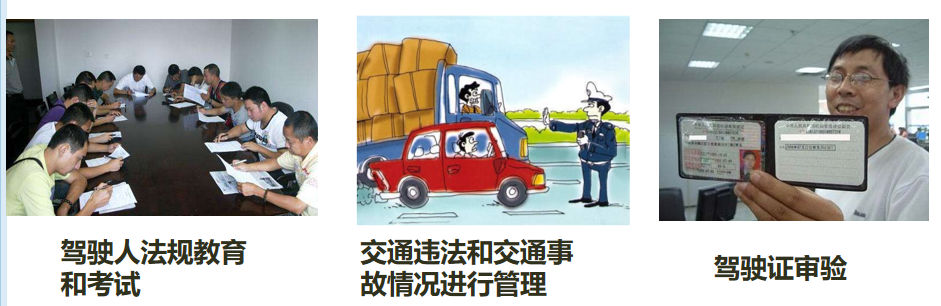 驾驶人法规教育
和考试
交通违法和交通事
故情况进行管理
驾驶证审验